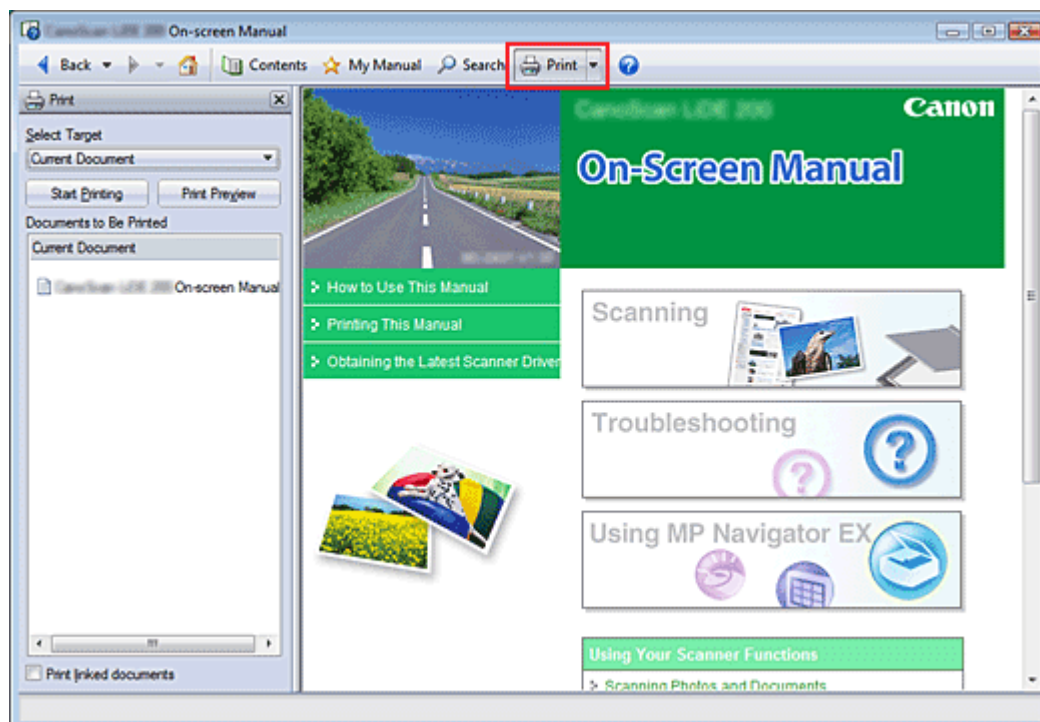 On-screen Manual
Back Contents My Manual Search Print
Print
Select Target
Current Document
Start Printing Print Preview
Documents to Be Printed
Current Document
On-screen Manual
Print linked documents
Canon
On-Screen Manual
How to Use This Manual
Printing This Manual
Obtaining the Latest Scanner Driver
Scanning
Troubleshooting
Using MP Navigator EX
Using Your Scanner Functions
Scanning Photos and Documents